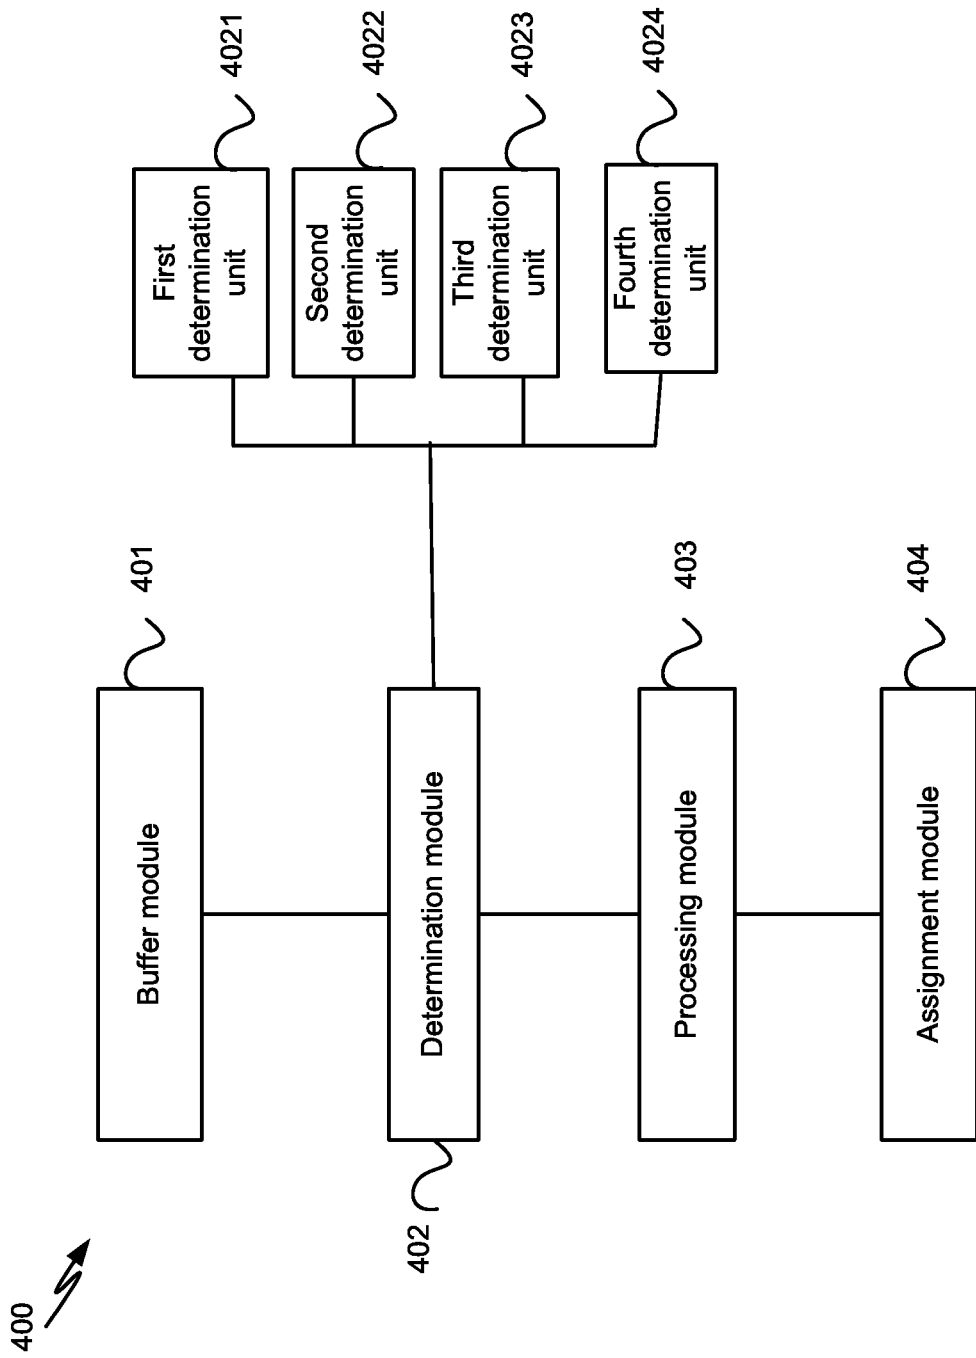 400
401
Buffer module
402
Determination module
First
determination
unit
4021
Second
determination
unit
4022
Third
determination
unit
4023
Fourth
determination
unit
4024
403
Processing module
404
Assignment module